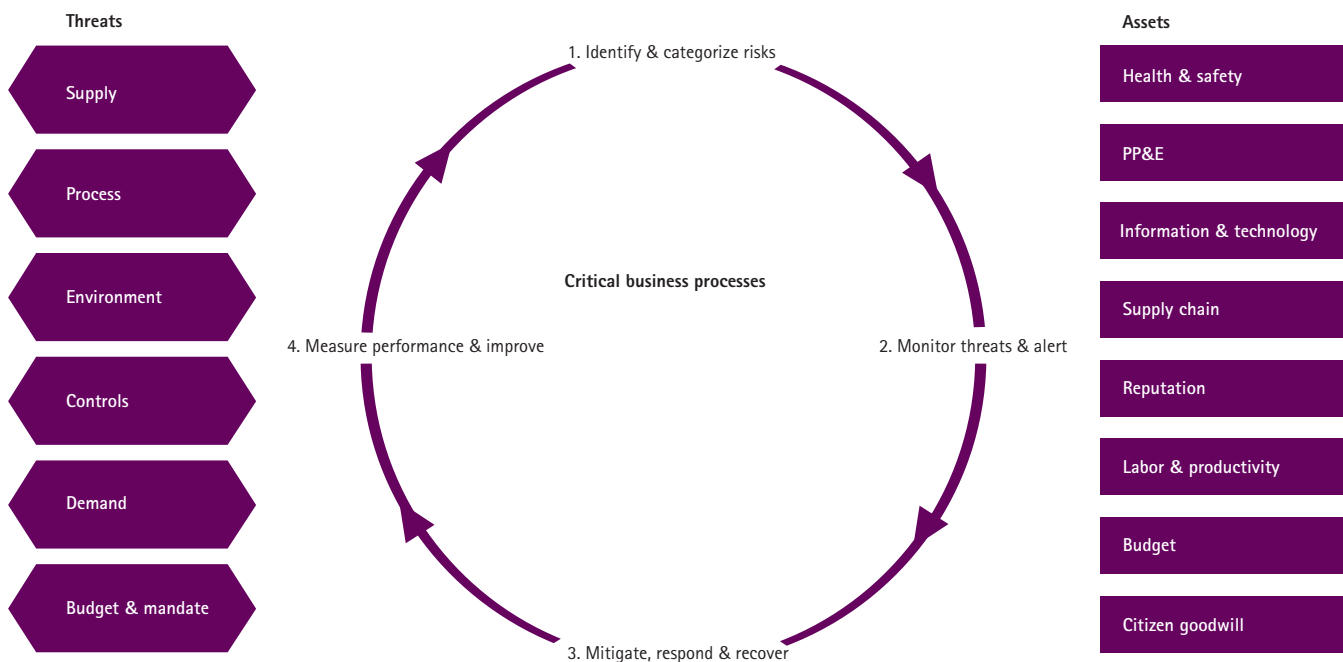 Threats
Supply
Process
Environment
Controls
Demand
Budget & mandate
1. Identify & categorize risks
Critical business processes
4. Measure performance & improve
2. Monitor threats & alert
3. Mitigate, respond & recover
Assets
Health & safety
PP&E
Information & technology
Supply chain
Reputation
Labor & productivity
Budget
Citizen goodwill